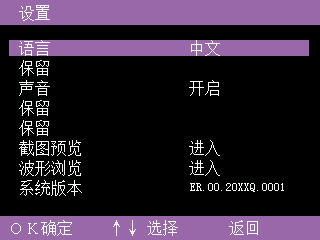 设置
语言 中文
保留
声音 开启
保留
保留
截图预览 进入
波形浏览 进入
系统版本 ER.00.20XXQ.0001
OK确定 ↑↓ 选择 返回